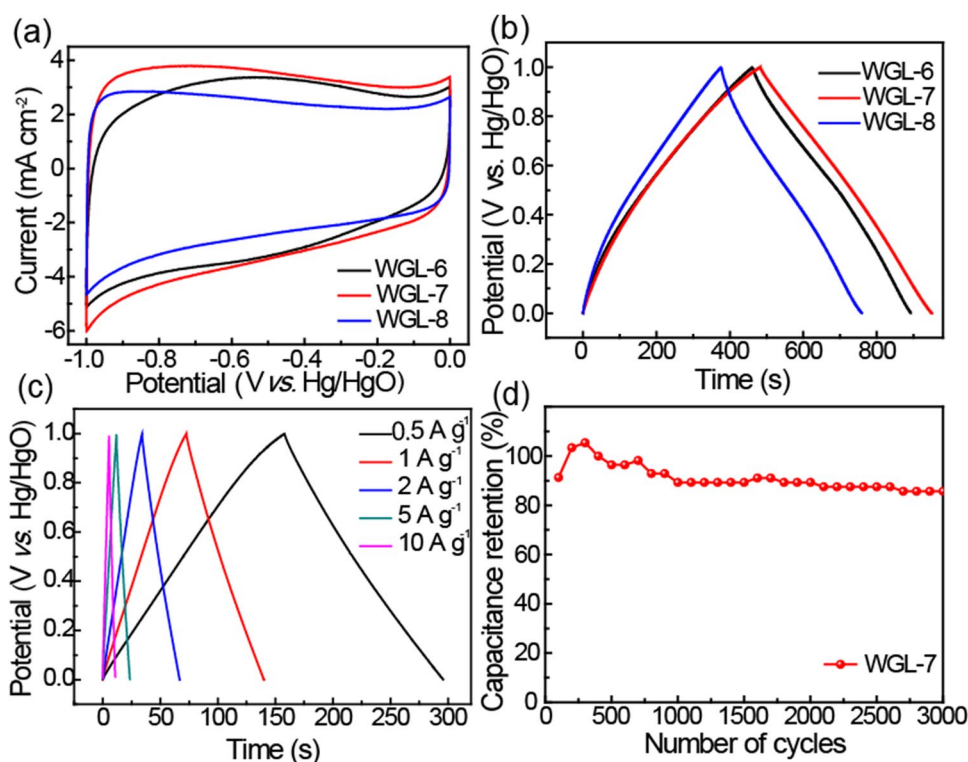 (a)
Current (mA cm-2)
4
2
0
-2
-4
-6
WGL-6
WGL-7
WGL-8
-1.0 -0.8 -0.6 -0.4 -0.2 0.0
Potential (V vs. Hg/HgO)
(b)
Potential (V vs. Hg/HgO)
1.0
0.8
0.6
0.4
0.2
0.0
WGL-6
WGL-7
WGL-8
0 200 400 600 800
Time (s)
(c)
Potential (V vs. Hg/HgO)
1.0
0.8
0.6
0.4
0.2
0.0
0.5 A g-1
1 A g-1
2 A g-1
5 A g-1
10 A g-1
0 50 100 150 200 250 300
Time (s)
(d)
Capacitance retention (%)
100
80
60
40
20
0
WGL-7
0 500 1000 1500 2000 2500 3000
Number of cycles